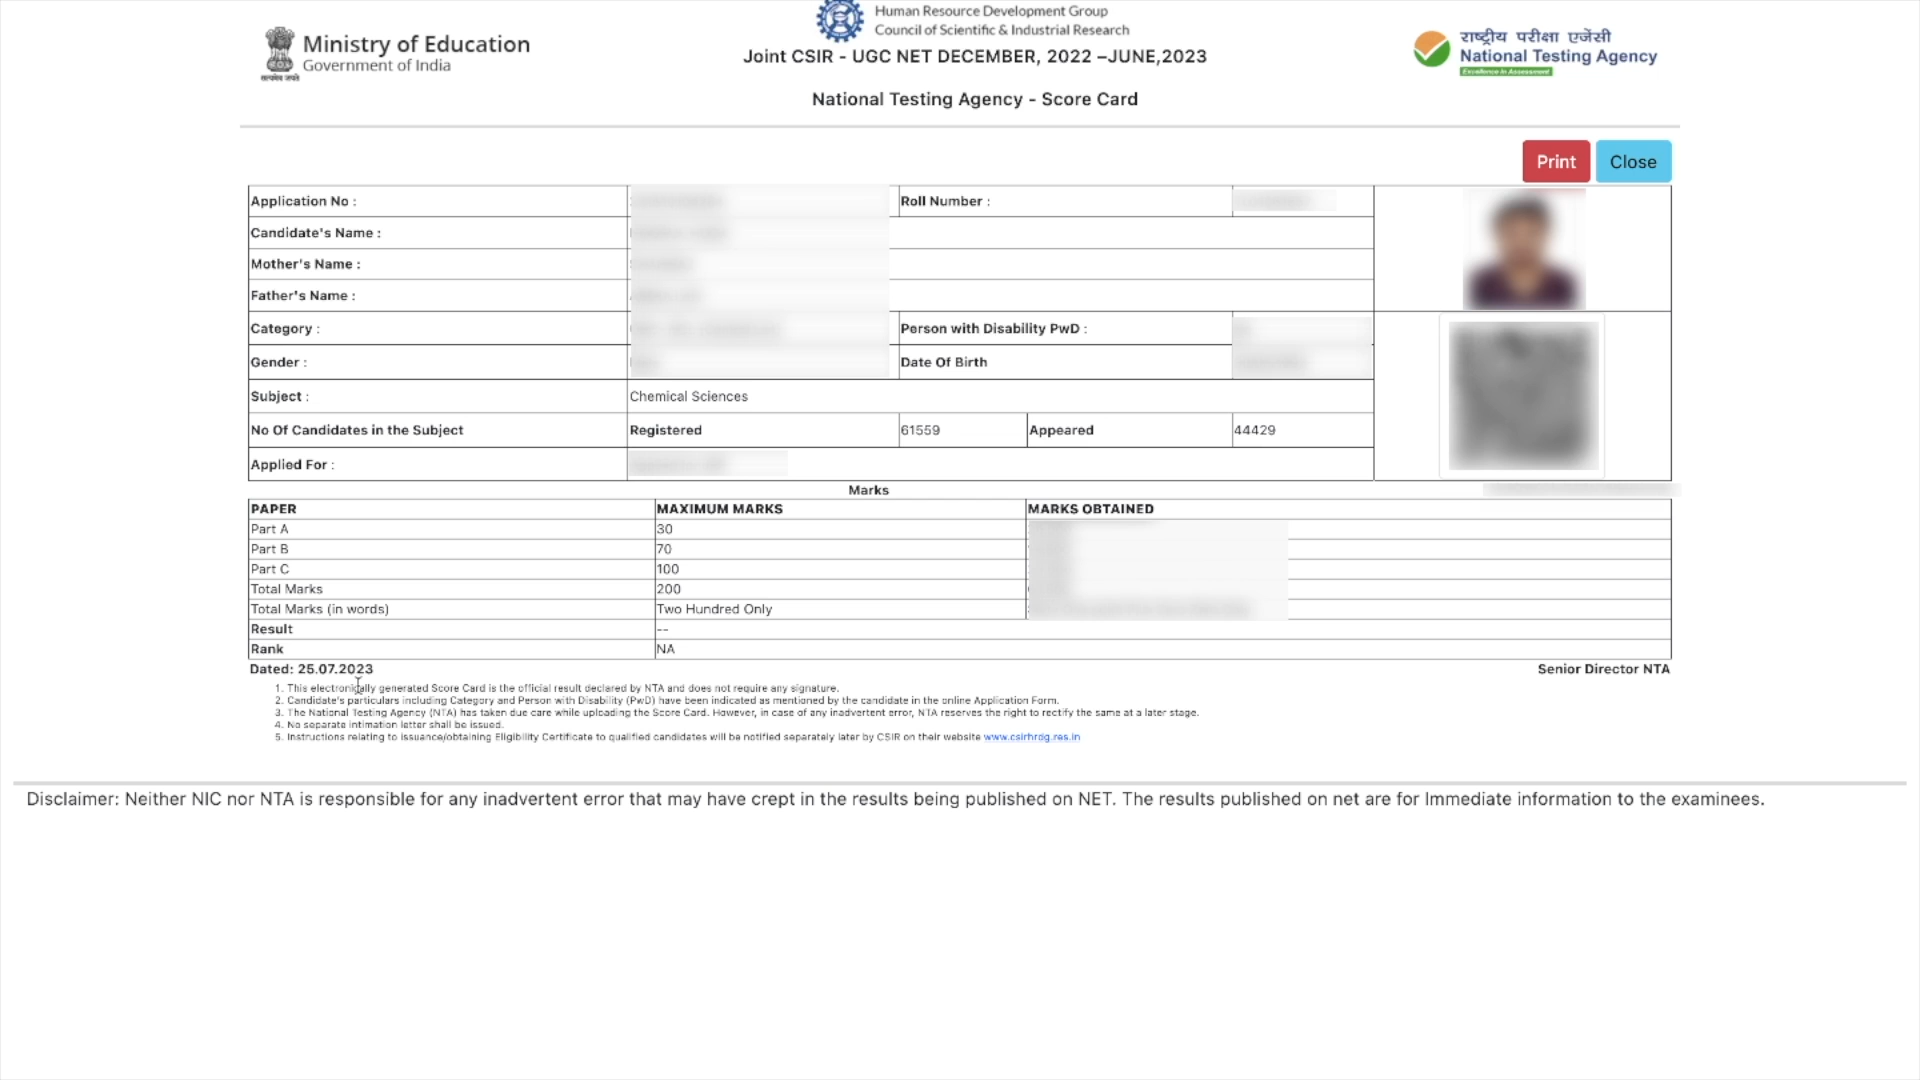 Human Resource Development Group
Council of Scientific & Industrial Research
Ministry of Education
Government of India
सत्यमेव जयते
Joint CSIR - UGC NET DECEMBER, 2022 –JUNE,2023
राष्ट्रीय परीक्षा एजेंसी
National Testing Agency
Excellence in Assessment
National Testing Agency - Score Card
Print Close
Application No : Roll Number :
Candidate's Name :
Mother's Name :
Father's Name :
Category : Person with Disability PwD :
Gender : Date Of Birth
Subject : Chemical Sciences
No Of Candidates in the Subject Registered 61559 Appeared 44429
Applied For :
Marks
PAPER MAXIMUM MARKS MARKS OBTAINED
Part A 30
Part B 70
Part C 100
Total Marks 200
Total Marks (in words) Two Hundred Only
Result --
Rank NA
Dated: 25.07.2023 Senior Director NTA
1. This electronically generated Score Card is the official result declared by NTA and does not require any signature.
2. Candidate's particulars including Category and Person with Disability (PwD) have been indicated as mentioned by the candidate in the online Application Form.
3. The National Testing Agency (NTA) has taken due care while uploading the Score Card. However, in case of any inadvertent error, NTA reserves the right to rectify the same at a later stage.
4. No separate intimation letter shall be issued.
5. Instructions relating to issuance/obtaining Eligibility Certificate to qualified candidates will be notified separately later by CSIR on their website www.csirhrdg.res.in
Disclaimer: Neither NIC nor NTA is responsible for any inadvertent error that may have crept in the results being published on NET. The results published on net are for Immediate information to the examinees.